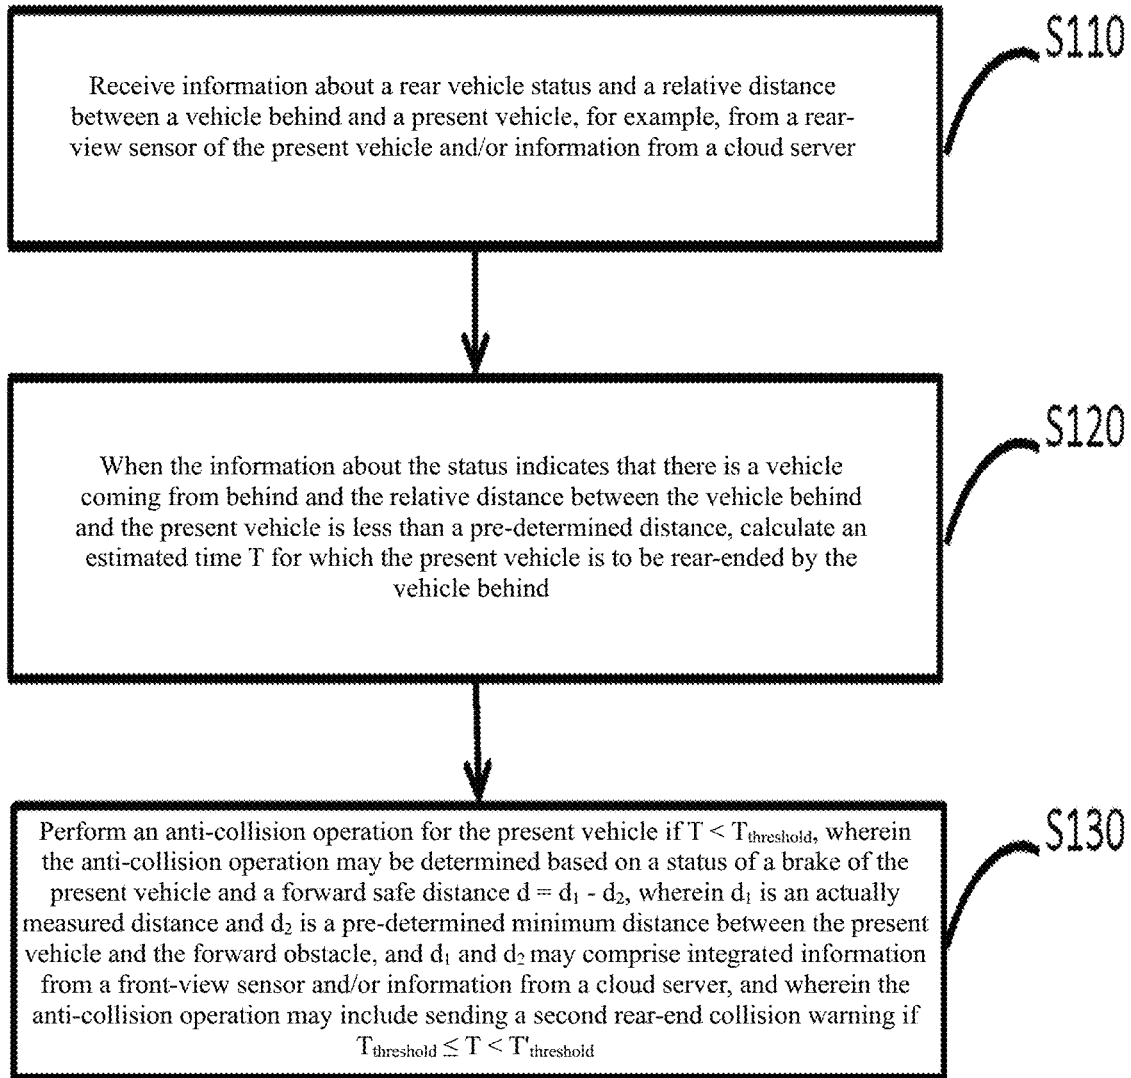 S110
Receive information about a rear vehicle status and a relative distance
between a vehicle behind and a present vehicle, for example, from a rear-
view sensor of the present vehicle and/or information from a cloud server
S120
When the information about the status indicates that there is a vehicle
coming from behind and the relative distance between the vehicle behind
and the present vehicle is less than a pre-determined distance, calculate an
estimated time T for which the present vehicle is to be rear-ended by the
vehicle behind
S130
Perform an anti-collision operation for the present vehicle if T < Tthreshold, wherein
the anti-collision operation may be determined based on a status of a brake of the
present vehicle and a forward safe distance d = d1 - d2, wherein d1 is an actually
measured distance and d2 is a pre-determined minimum distance between the present
vehicle and the forward obstacle, and d1 and d2 may comprise integrated information
from a front-view sensor and/or information from a cloud server, and wherein the
anti-collision operation may include sending a second rear-end collision warning if
Tthreshold ≤ T < T'threshold